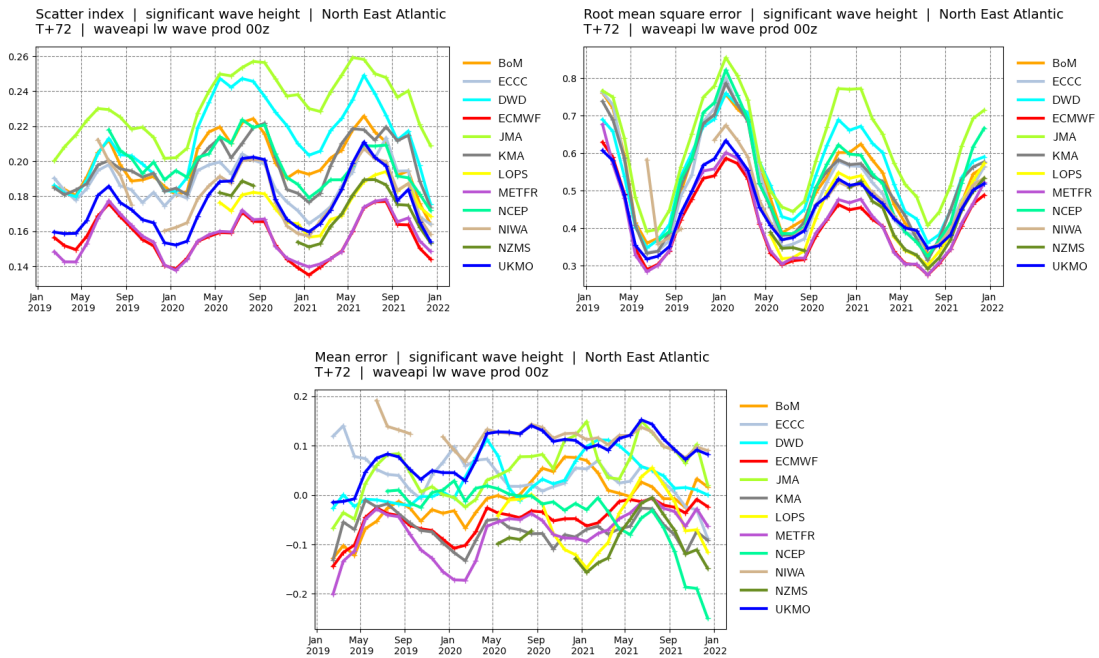 Scatter index | significant wave height | North East Atlantic
T+72 | waveapi lw wave prod 00z
0.26
0.24
0.22
0.20
0.18
0.16
0.14
Jan 2019
May
Sep
Jan 2020
May 2020
Sep 2020
Jan 2021
May 2021
Sep 2021
Jan 2022
BoM
ECCC
DWD
ECMWF
JMA
KMA
LOPS
METFR
NCEP
NIWA
NZMS
UKMO
Root mean square error | significant wave height | North East Atlantic
T+72 | waveapi lw wave prod 00z
0.8
0.7
0.6
0.5
0.4
0.3
Jan 2019
May 2019
Sep 2019
Jan 2020
May 2020
Sep 2020
Jan 2021
May 2021
Sep 2021
Jan 2022
BoM
ECCC
DWD
ECMWF
JMA
KMA
LOPS
METFR
NCEP
NIWA
NZMS
UKMO
Mean error | significant wave height | North East Atlantic
T+72 | waveapi lw wave prod 00z
0.2
0.1
0.0
−0.1
−0.2
Jan 2019
May 2019
Sep 2019
Jan 2020
May 2020
Sep 2020
Jan 2021
May 2021
Sep 2021
Jan 2022
BoM
ECCC
DWD
ECMWF
JMA
KMA
LOPS
METFR
NCEP
NIWA
NZMS
UKMO